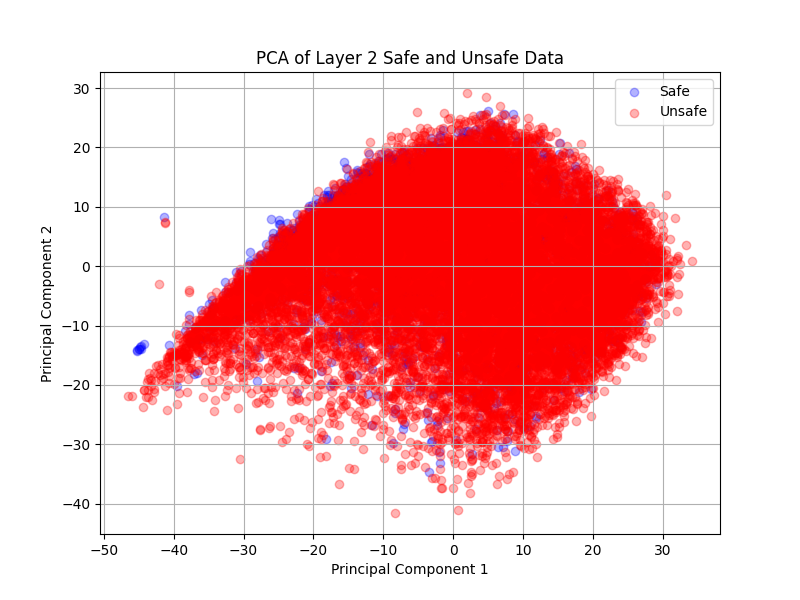 PCA of Layer 2 Safe and Unsafe Data
Safe
Unsafe
30
20
10
0
−10
−20
−30
−40
Principal Component 2
−50 −40 −30 −20 −10 0 10 20 30
Principal Component 1